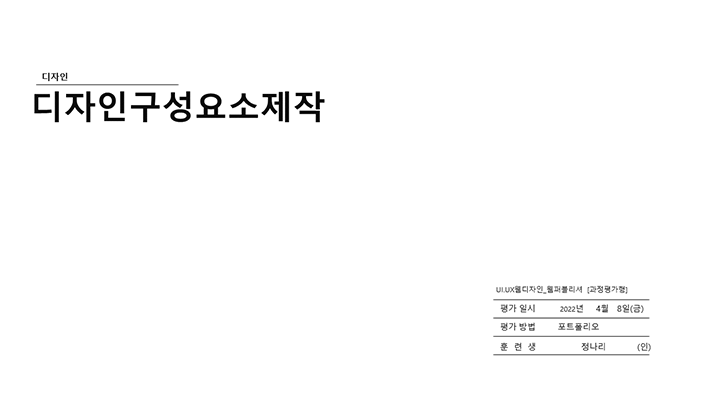 디자인
디자인구성요소제작
UI.UX웹디자인_웹퍼블리셔 [과정평가형]
평가 일시 2022년 4월 8일(금)
평가 방법 포트폴리오
훈 련 생 정나리 (인)